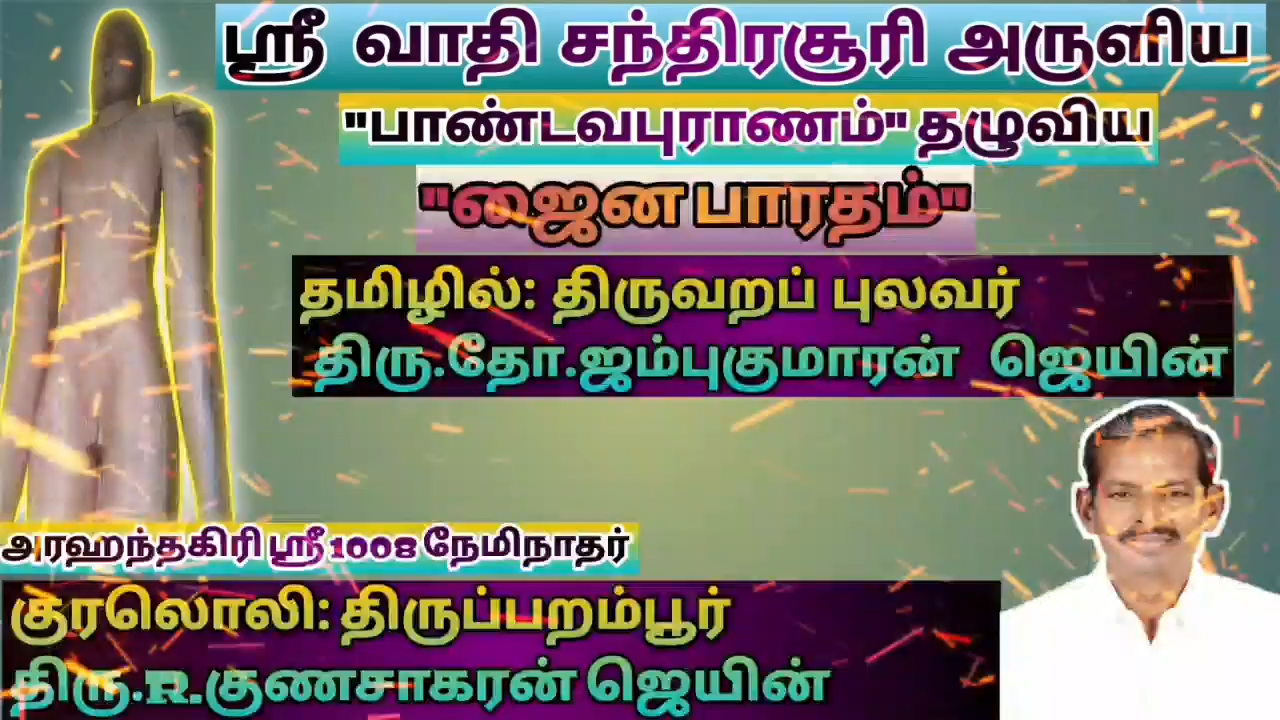 ஸ்ரீ வாதி சந்திரசூரி அருளிய
"பாண்டவபுராணம்" தழுவிய
"ஜைன பாரதம்"
தமிழில்: திருவறப் புலவர்
திரு.தோ.ஜம்புகுமாரன் ஜெயின்
அரஹந்தகிரி ஸ்ரீ 1008 நேமிநாதர்
குரலொலி: திருப்பறம்பூர்
திரு.R.குணசாகரன் ஜெயின்